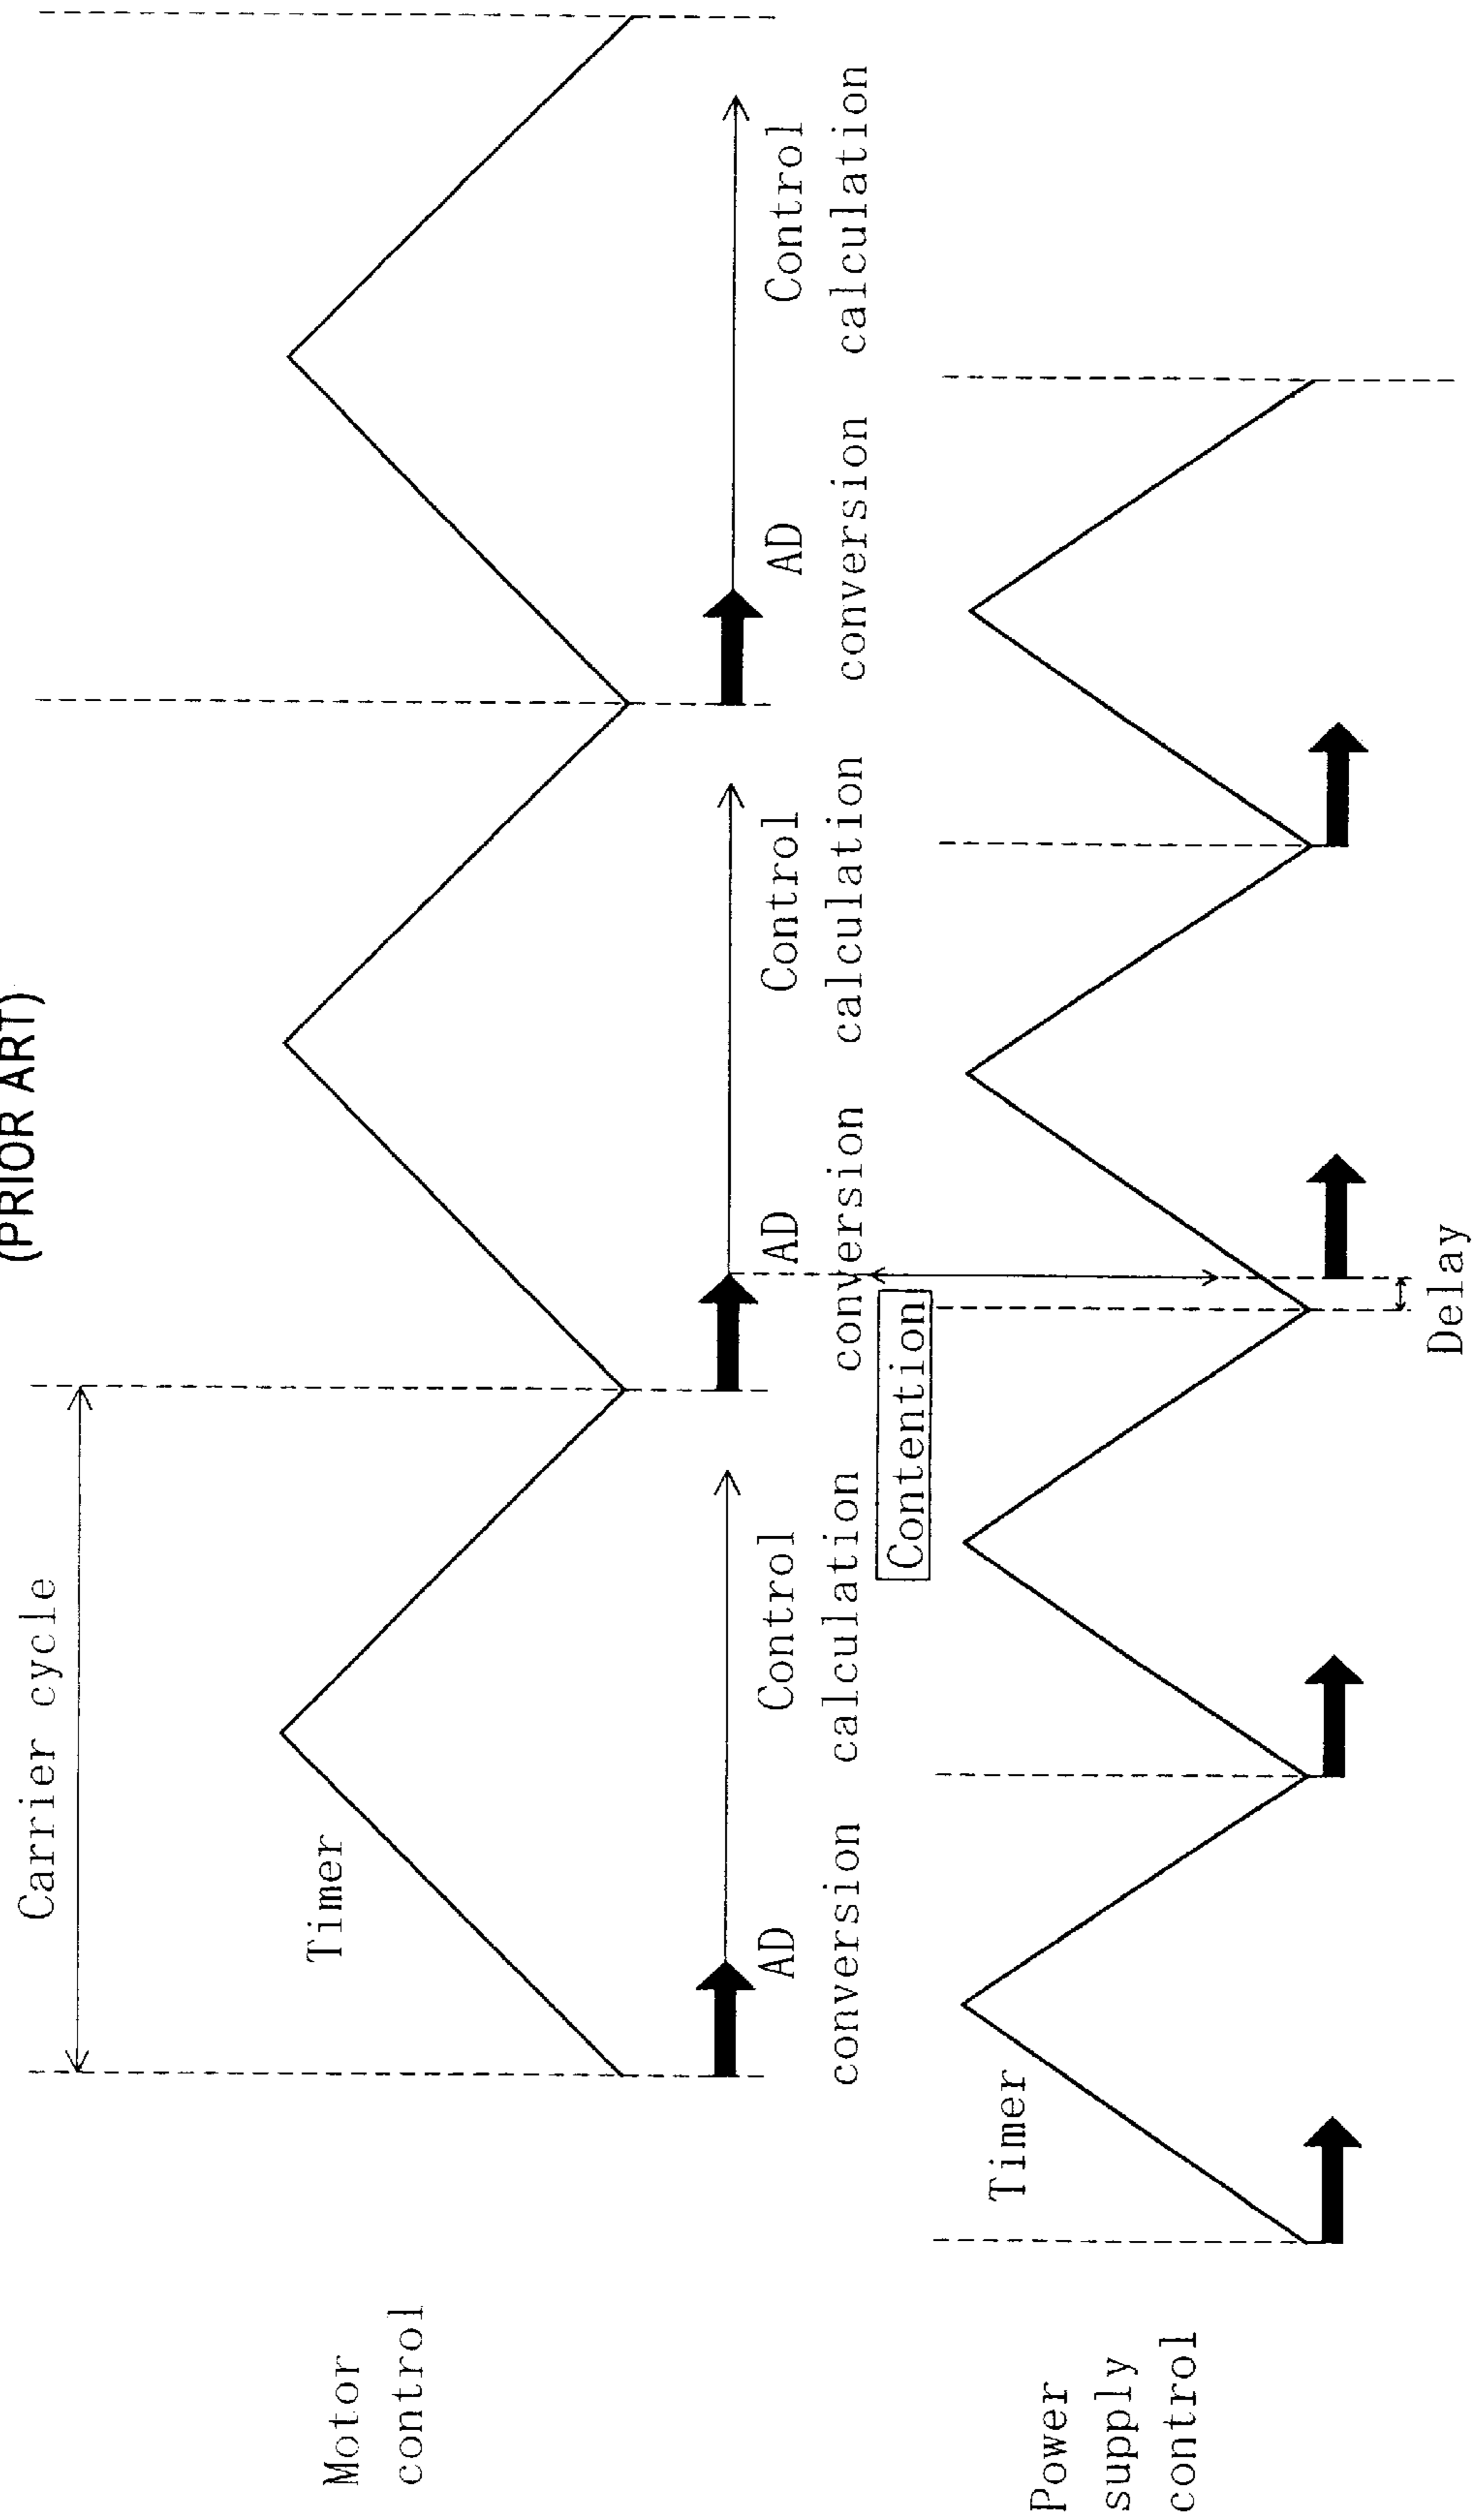 (PRIOR ART)
Carrier cycle
Motor
control
Timer
AD
conversion
Control
calculation
AD
conversion
Control
calculation
AD
conversion
Control
calculation
Contention
Power
supply
control
Timer
Delay